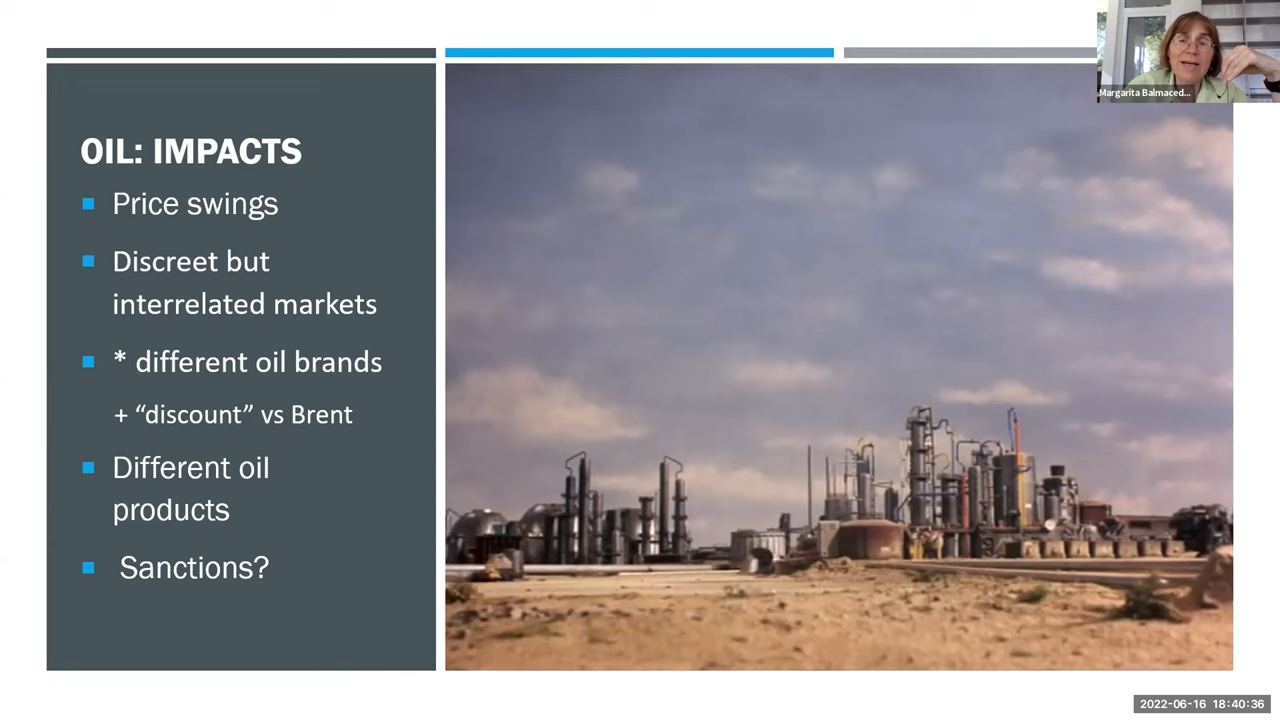 Margarita Balmaced...
OIL: IMPACTS
Price swings
Discreet but
interrelated markets
* different oil brands
+ “discount” vs Brent
Different oil
products
Sanctions?
2022-06-16 18:40:36